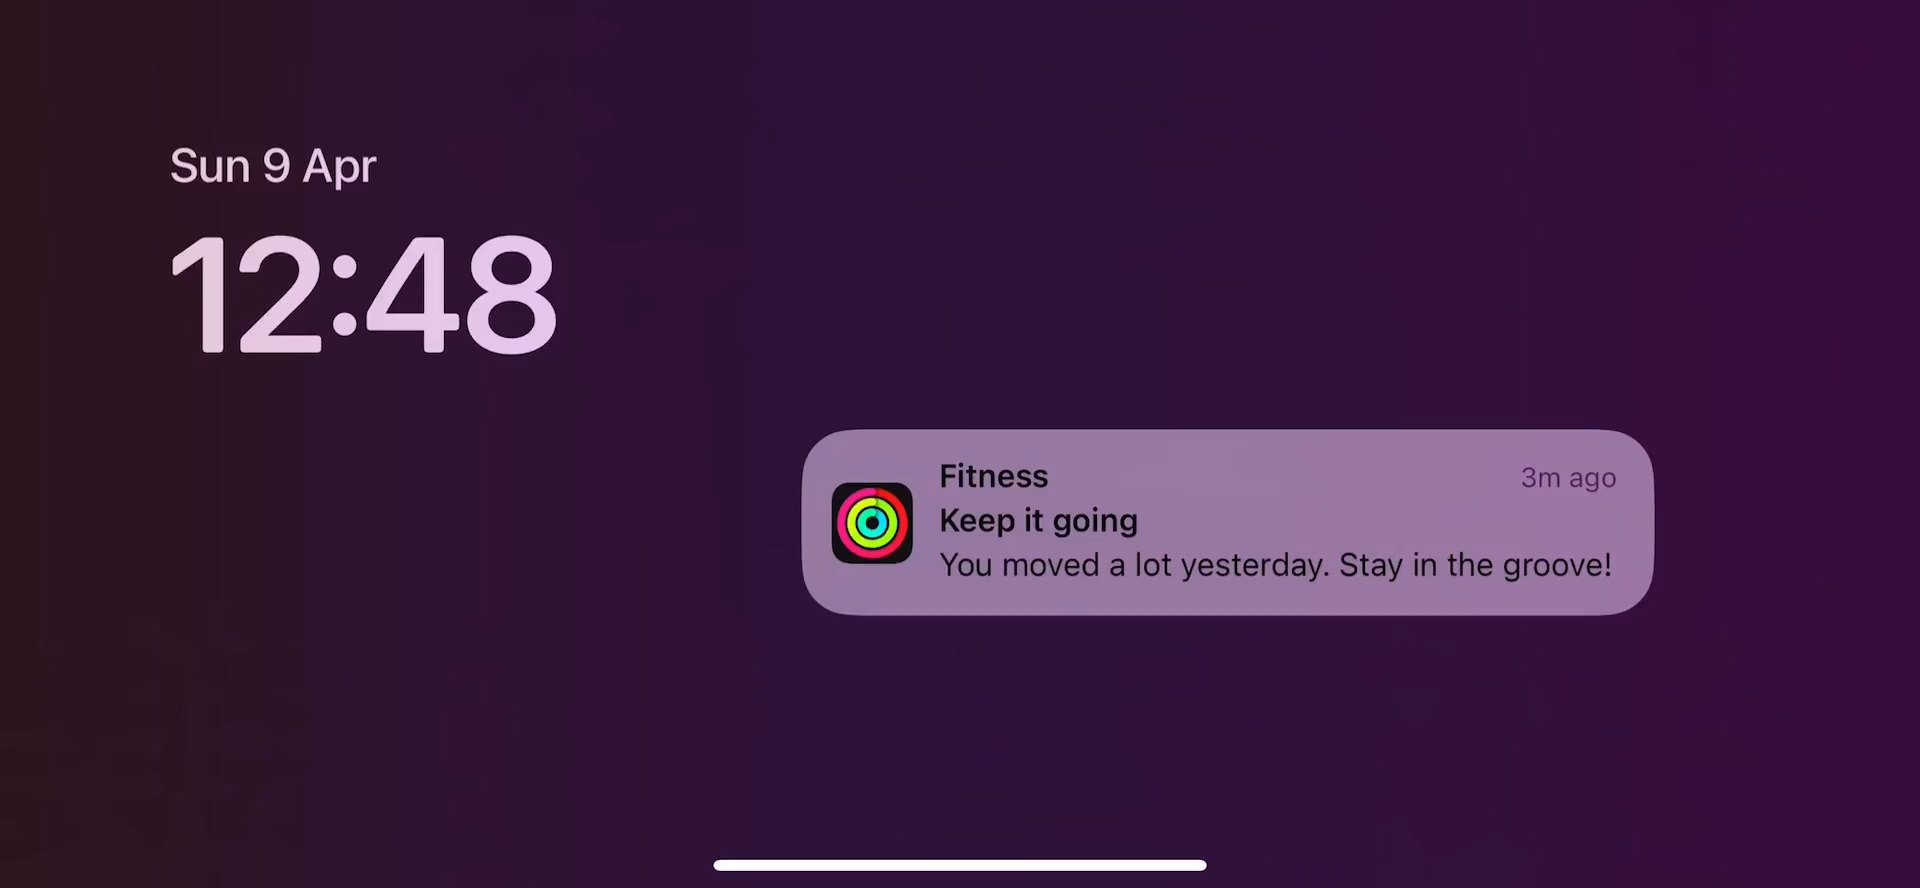 Sun 9 Apr
12:48
Fitness
3m ago
Keep it going
You moved a lot yesterday. Stay in the groove!